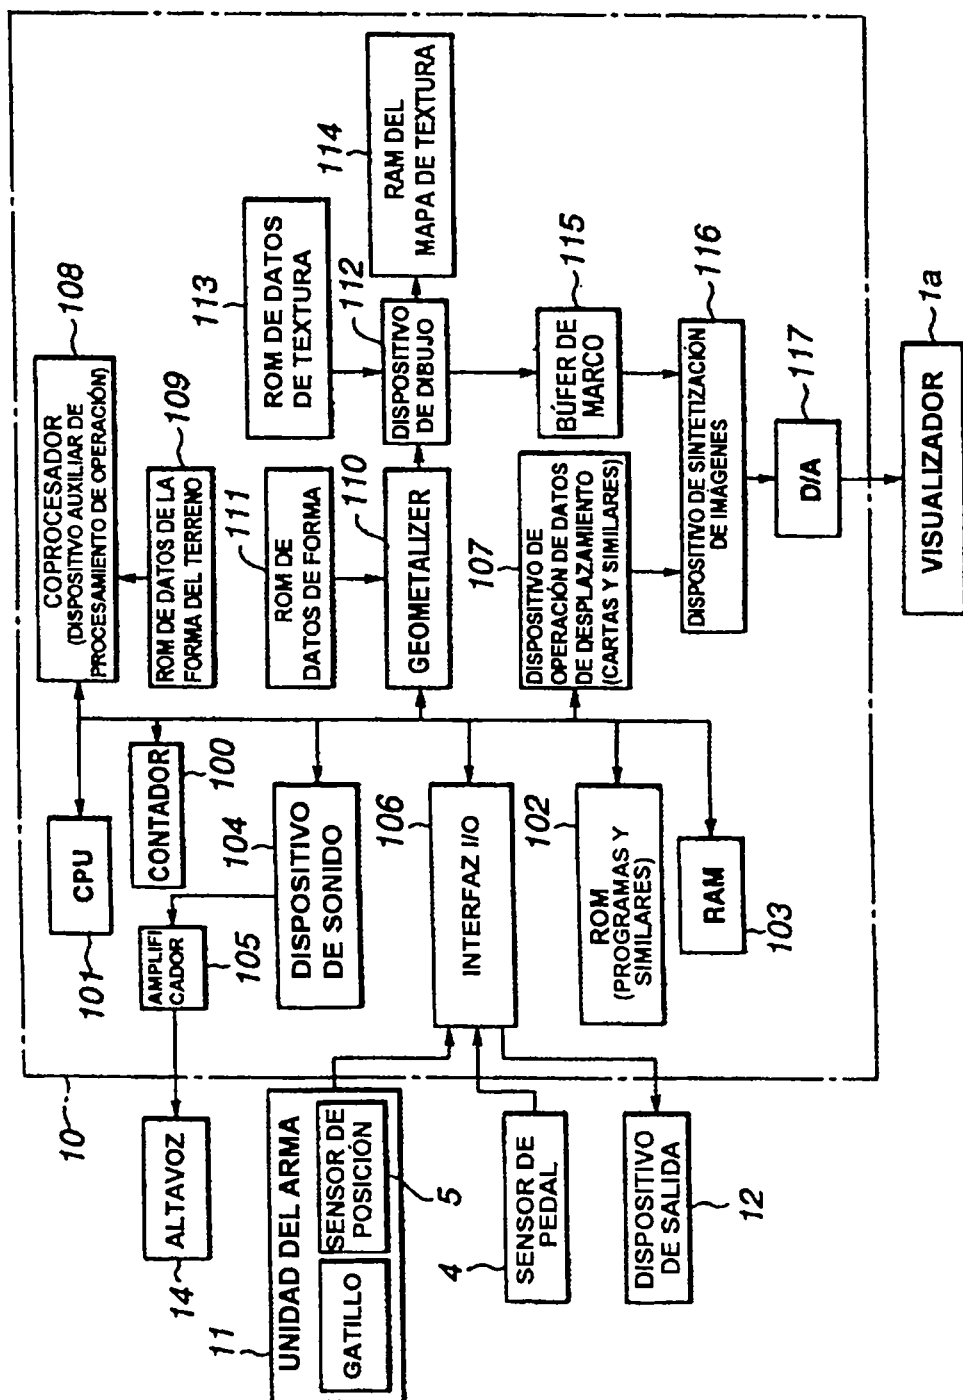 10
CPU
101
CONTADOR
100
COPROCESADOR
(DISPOSITIVO AUXILIAR DE
PROCESAMIENTO DE OPERACIÓN)
108
ROM DE DATOS DE LA
FORMA DEL TERRENO
109
ALTAVOZ
14
AMPLIFI
CADOR
105
DISPOSITIVO
DE SONIDO
104
ROM DE
DATOS DE FORMA
111
ROM DE DATOS
DE TEXTURA
113
GEOMETALIZER
110
DISPOSITIVO
DE DIBUJO
112
RAM DEL
MAPA DE TEXTURA
114
UNIDAD DEL ARMA
11
GATILLO
SENSOR DE
POSICIÓN
5
INTERFAZ I/O
106
DISPOSITIVO DE
OPERACIÓN DE DATOS
DE DESPLAZAMIENTO
(CARTAS Y SIMILARES)
107
BÚFER DE
MARCO
115
SENSOR DE
PEDAL
4
ROM
(PROGRAMAS Y
SIMILARES)
102
DISPOSITIVO DE SINTETIZACIÓN
DE IMÁGENES
116
DISPOSITIVO
DE SALIDA
12
RAM
103
D/A
117
VISUALIZADOR
1a